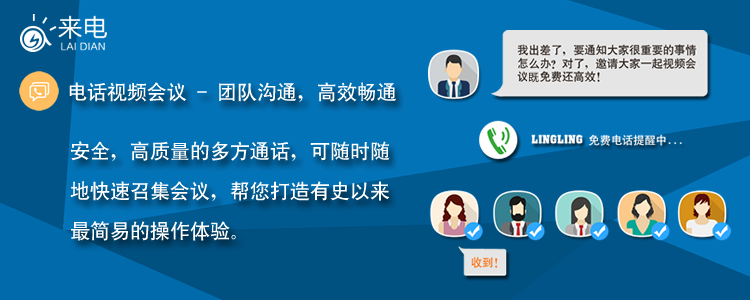 来电
LAI DIAN
电话视频会议 - 团队沟通，高效畅通
安全，高质量的多方通话，可随时随
地快速召集会议，帮您打造有史以来
最简易的操作体验。
我出差了，要通知大家很重要的事情
怎么办？对了，邀请大家一起视频会
议既免费还高效！
LINGLING 免费电话提醒中...
收到！